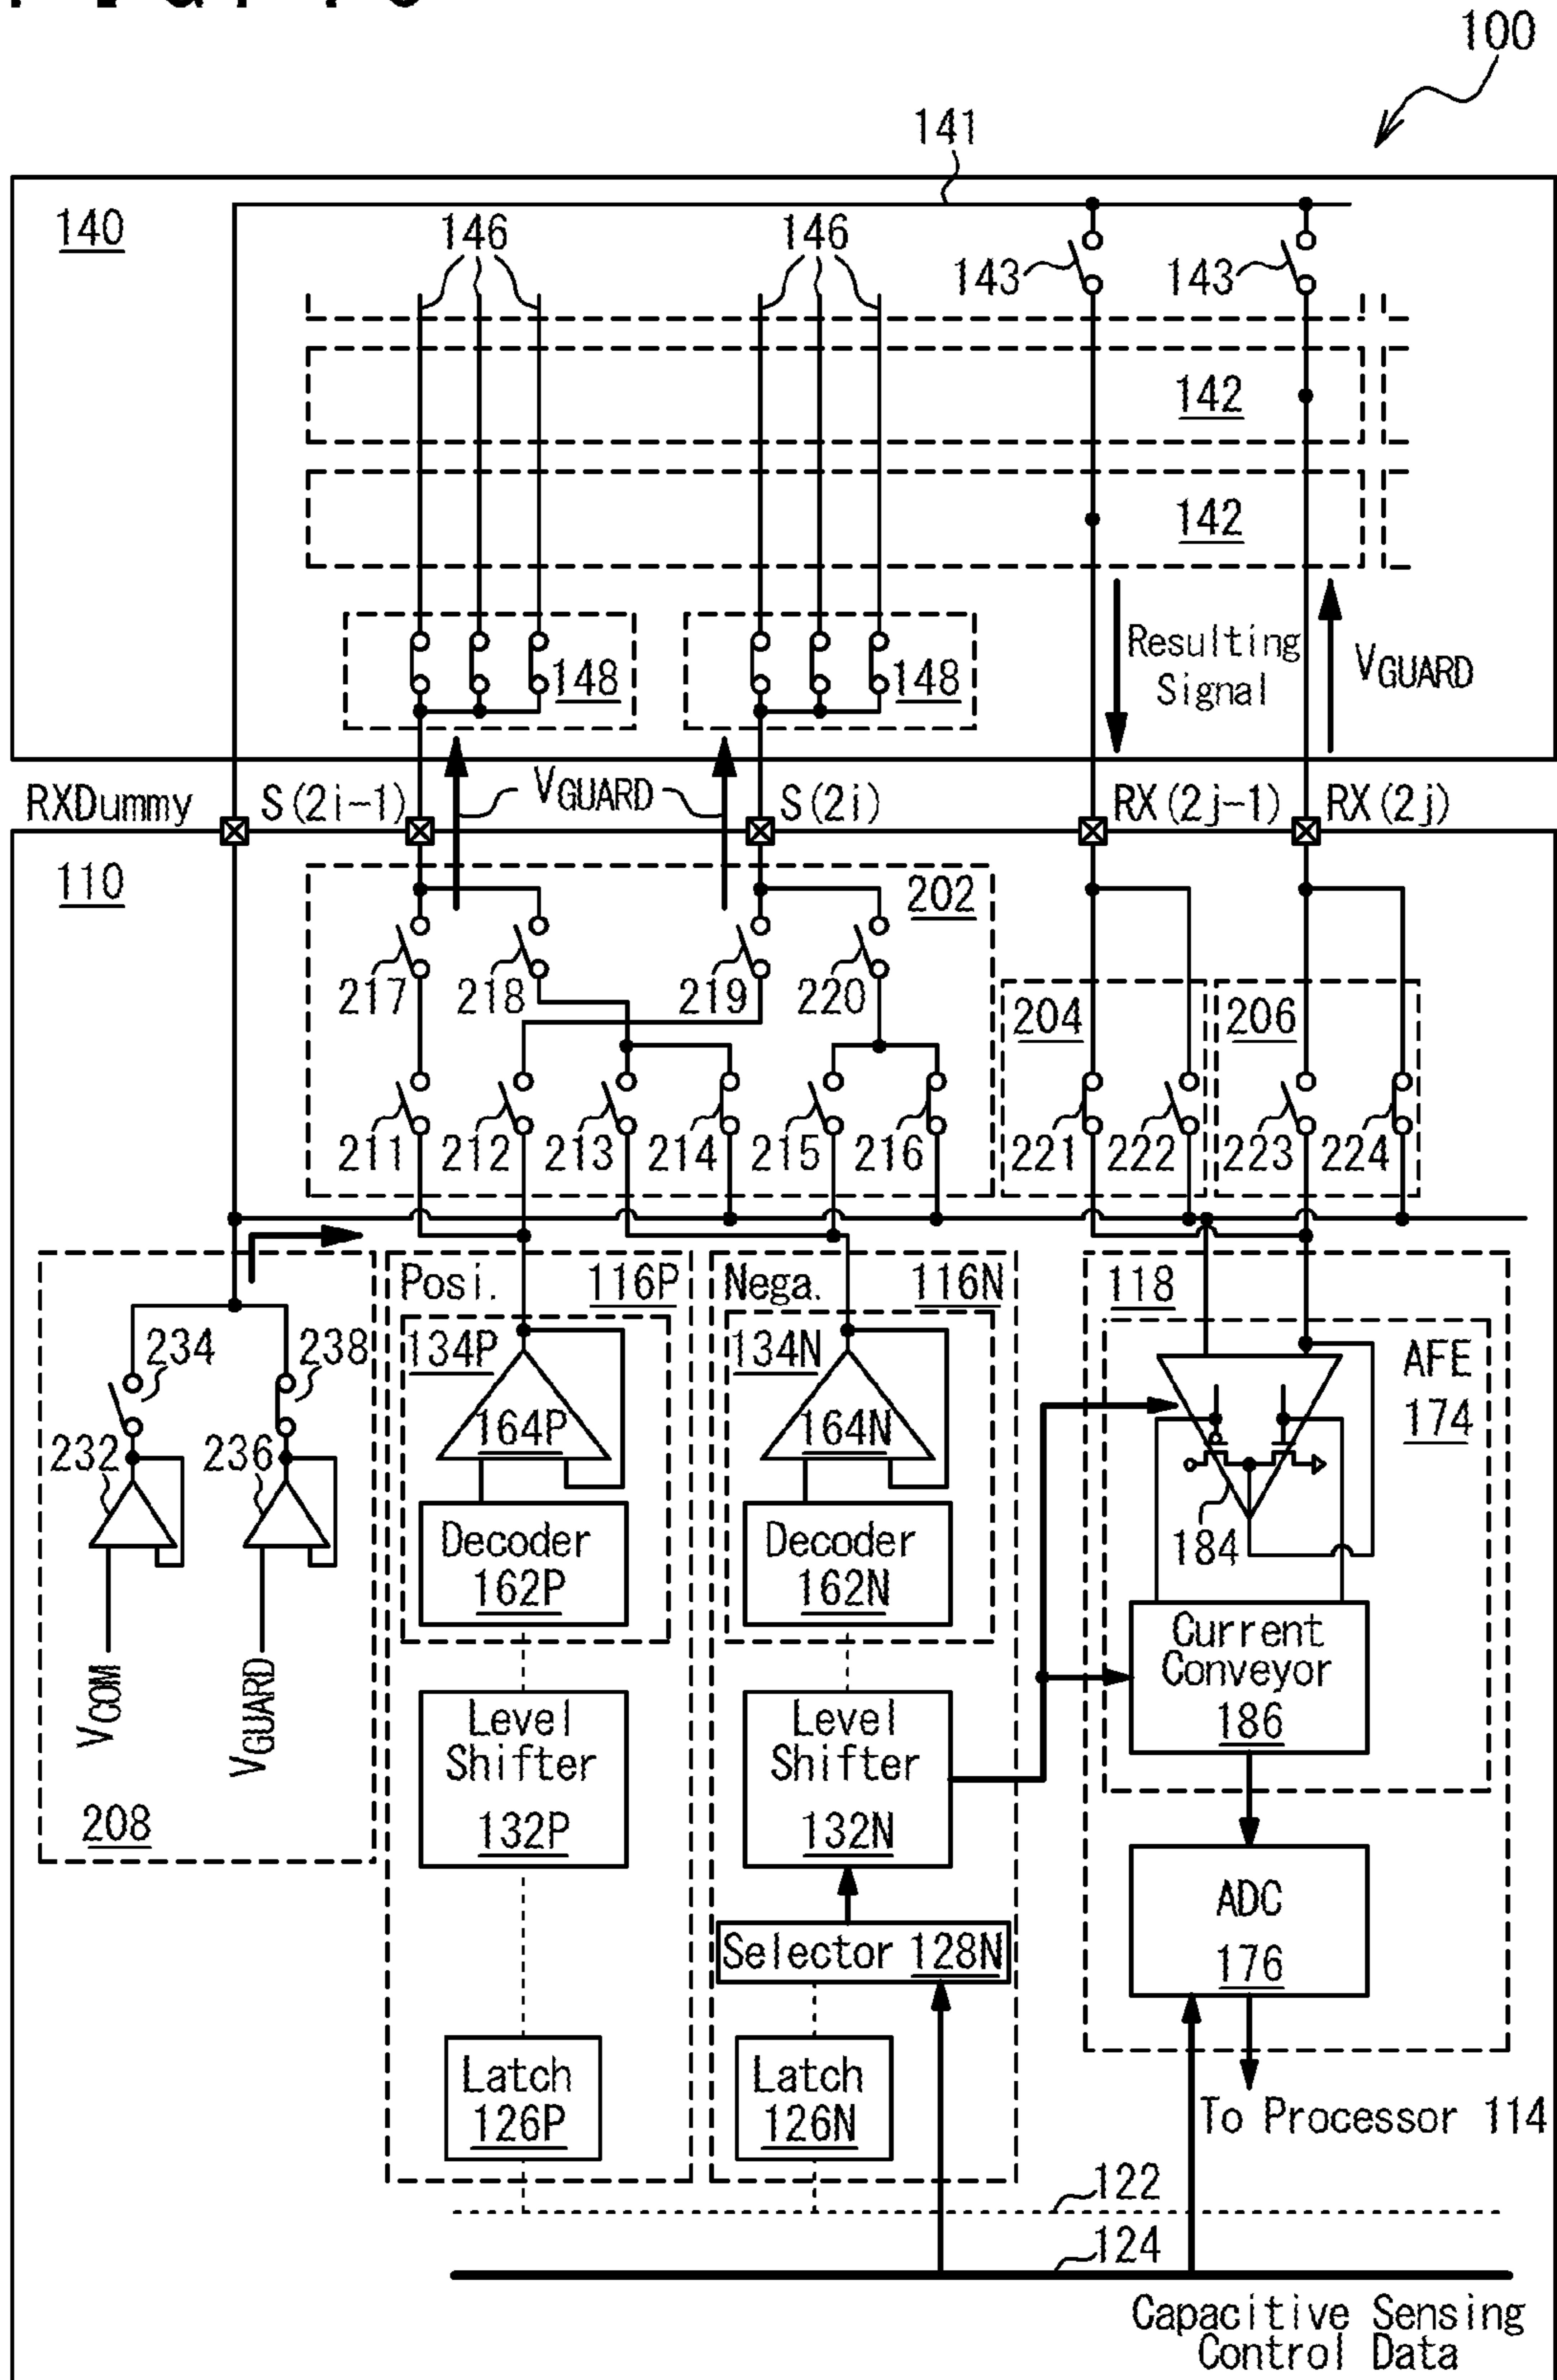 100
141
140
146
146
143
143
142
142
148
148
Resulting
Signal
VGUARD
RXDummy
S(2i-1)
VGUARD
S(2i)
RX(2j-1)
RX(2j)
110
202
217
218
219
220
204
206
211
212
213
214
215
216
221
222
223
224
Posi.
116P
Nega.
116N
118
234
238
134P
134N
AFE
174
164P
164N
232
236
184
Decoder
162P
Decoder
162N
Current
Conveyor
186
VCOM
VGUARD
Level
Shifter
132P
Level
Shifter
132N
208
ADC
176
Selector 128N
Latch
126P
Latch
126N
To Processor 114
122
124
Capacitive Sensing
Control Data